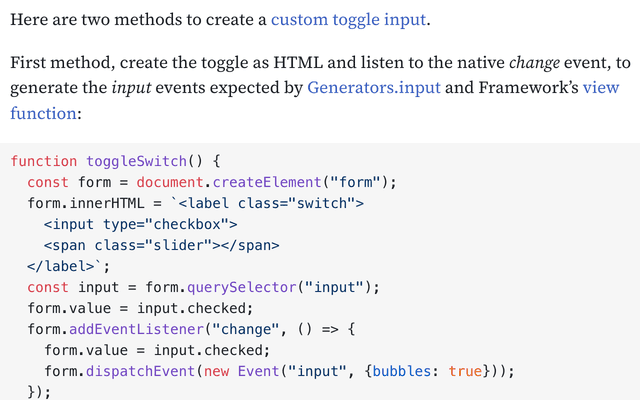 Here are two methods to create a custom toggle input.
First method, create the toggle as HTML and listen to the native change event, to
generate the input events expected by Generators.input and Framework’s view
function:
function toggleSwitch() {
  const form = document.createElement("form");
  form.innerHTML = `<label class="switch">
    <input type="checkbox">
    <span class="slider"></span>
  </label>`;
  const input = form.querySelector("input");
  form.value = input.checked;
  form.addEventListener("change", () => {
    form.value = input.checked;
    form.dispatchEvent(new Event("input", {bubbles: true}));
  });